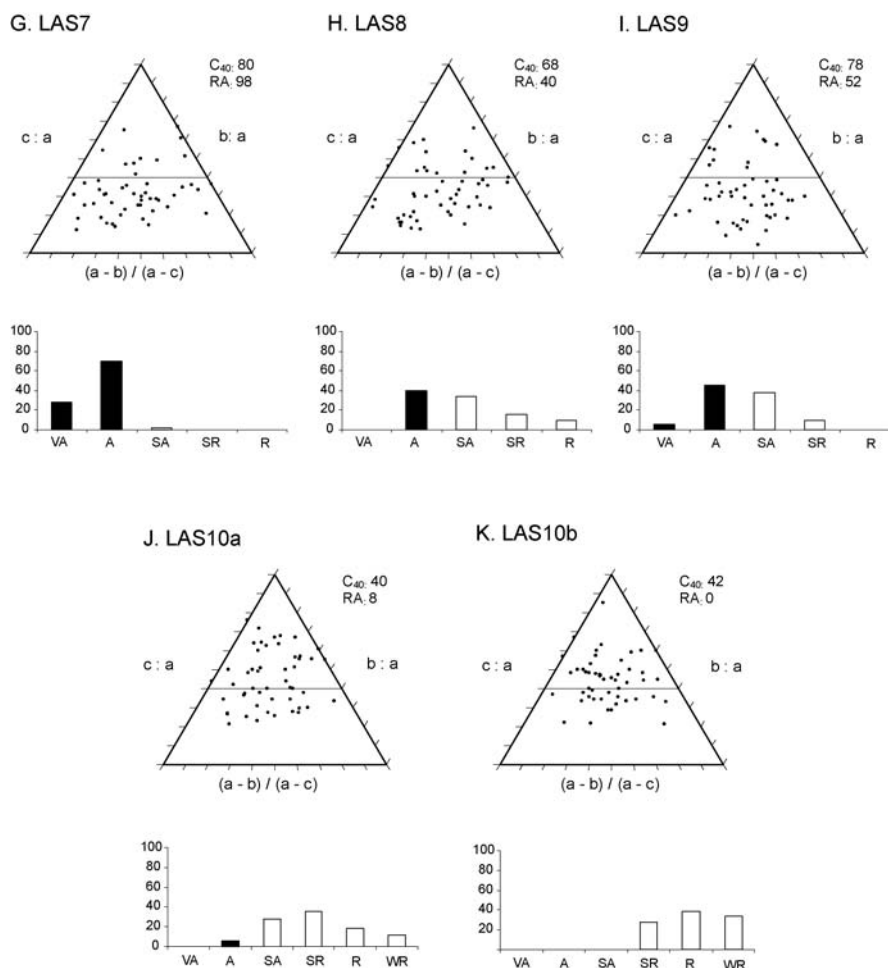 G. LAS7
C40: 80
RA: 98
c : a
b : a
(a - b) / (a - c)
H. LAS8
C40: 68
RA: 40
c : a
b : a
(a - b) / (a - c)
I. LAS9
C40: 78
RA: 52
c : a
b : a
(a - b) / (a - c)
100
80
60
40
20
0
VA A SA SR R
100
80
60
40
20
0
VA A SA SR R
100
80
60
40
20
0
VA A SA SR R
J. LAS10a
C40: 40
RA: 8
c : a
b : a
(a - b) / (a - c)
K. LAS10b
C40: 42
RA: 0
c : a
b : a
(a - b) / (a - c)
100
80
60
40
20
VA A SA SR R WR
100
80
60
40
20
VA A SA SR R WR